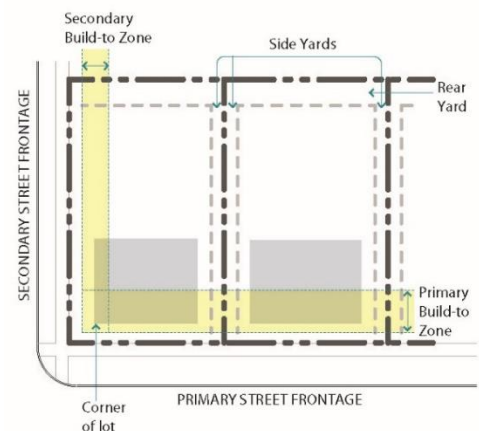 Secondary
Build-to Zone
Side Yards
Rear
Yard
SECONDARY STREET FRONTAGE
Primary
Build-to
Zone
PRIMARY STREET FRONTAGE
Corner
of lot